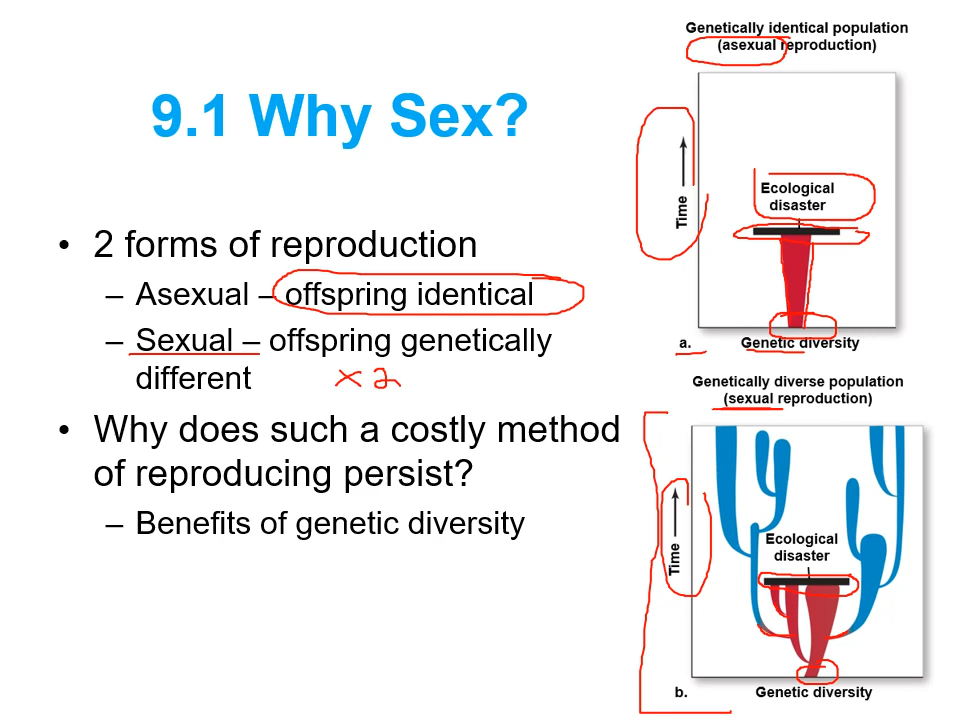 9.1 Why Sex?
• 2 forms of reproduction
– Asexual – offspring identical
– Sexual – offspring genetically
different
x2
• Why does such a costly method
of reproducing persist?
– Benefits of genetic diversity
Genetically identical population
(asexual reproduction)
Time
Ecological
disaster
a.
Genetic diversity
Genetically diverse population
(sexual reproduction)
Time
Ecological
disaster
b.
Genetic diversity